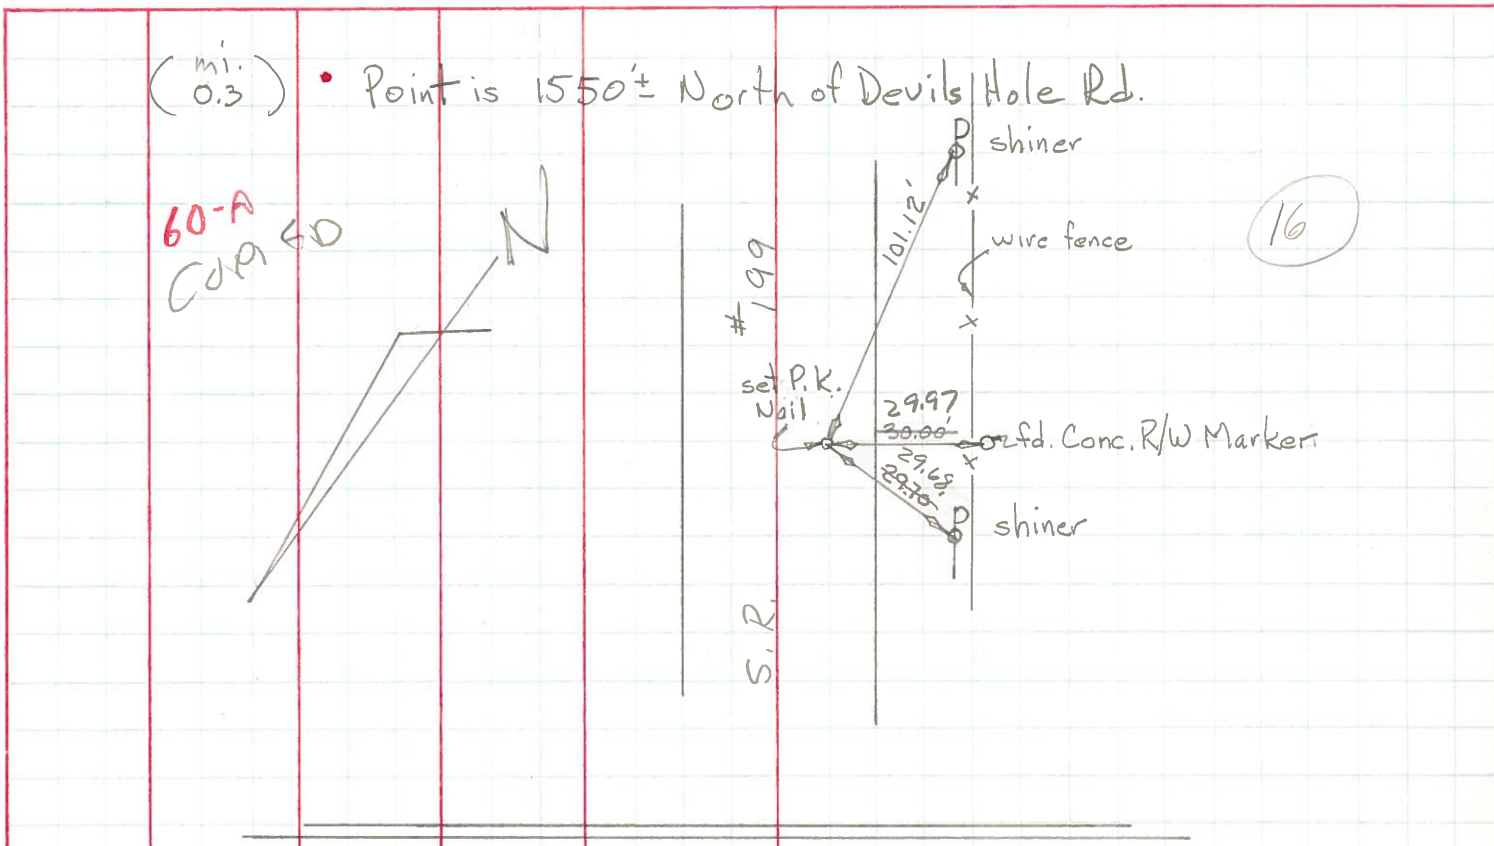 (mi. 0.3) • Point is 1550'± North of Devils Hole Rd.
shiner
60-A
COPIED
N
101.12'
wire fence
16
S.R. #199
set P.K.
Nail
29.97
30.00'
fd. Conc. R/W Marker
29.68'
29.70
shiner